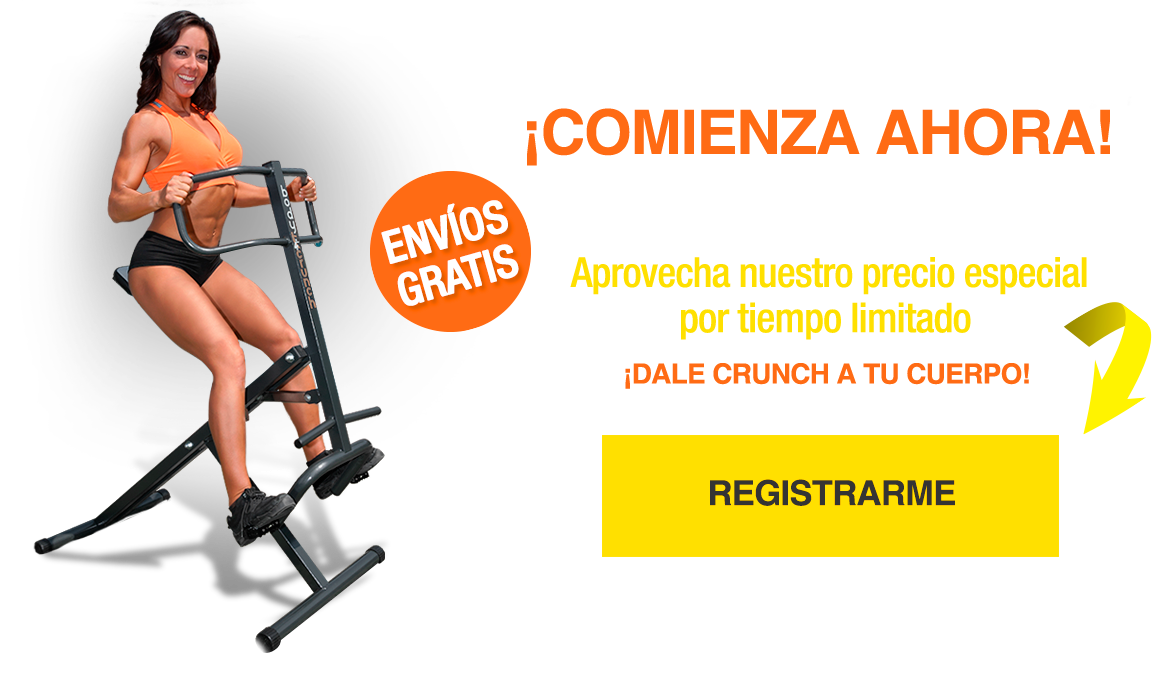 ¡COMIENZA AHORA!
ENVÍOS
GRATIS
Aprovecha nuestro precio especial
por tiempo limitado
¡DALE CRUNCH A TU CUERPO!
REGISTRARME